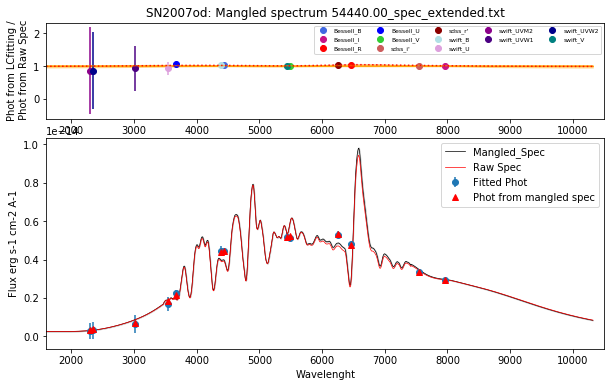 SN2007od: Mangled spectrum 54440.00_spec_extended.txt
Phot from LCfitting /
Phot from Raw Spec
2
1
0
Bessell_B
Bessell_I
Bessell_R
Bessell_U
Bessell_V
sdss_i'
sdss_r'
swift_B
swift_U
swift_UVM2
swift_UVW1
swift_UVW2
swift_V
2000 3000 4000 5000 6000 7000 8000 9000 10000
1e−14
Flux erg s-1 cm-2 A-1
1.0
0.8
0.6
0.4
0.2
0.0
Mangled_Spec
Raw Spec
Fitted Phot
Phot from mangled spec
2000 3000 4000 5000 6000 7000 8000 9000 10000
Wavelenght